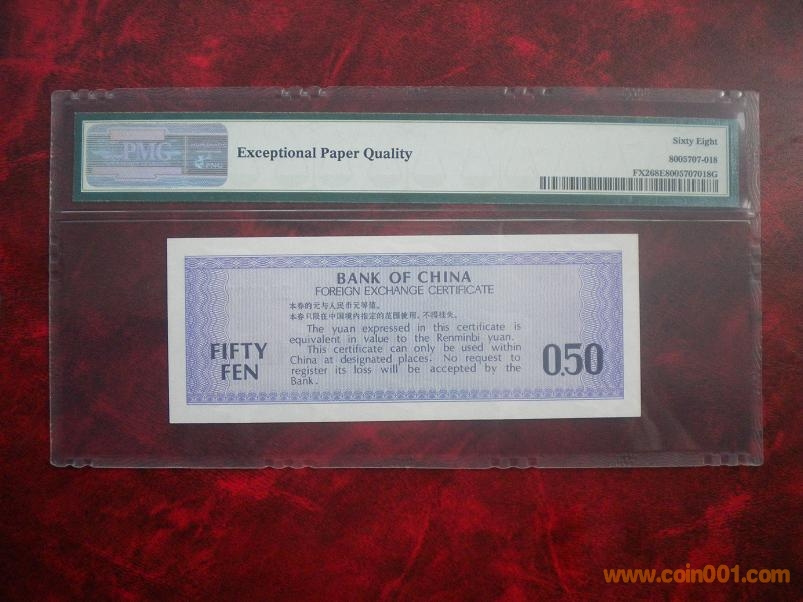 PMG
PNG
Exceptional Paper Quality
Sixty Eight
8005707-018
FX268E8005707018G
BANK OF CHINA
FOREIGN EXCHANGE CERTIFICATE
本券的元与人民币元等值。
本券只限在中国境内指定的范围使用，不得挂失。
The yuan expressed in this certificate is
equivalent in value to the Renminbi yuan.
This certificate can only be used within
China at designated places. No request to
register its loss will be accepted by the
Bank.
FIFTY
FEN
0.50
www.coin001.com